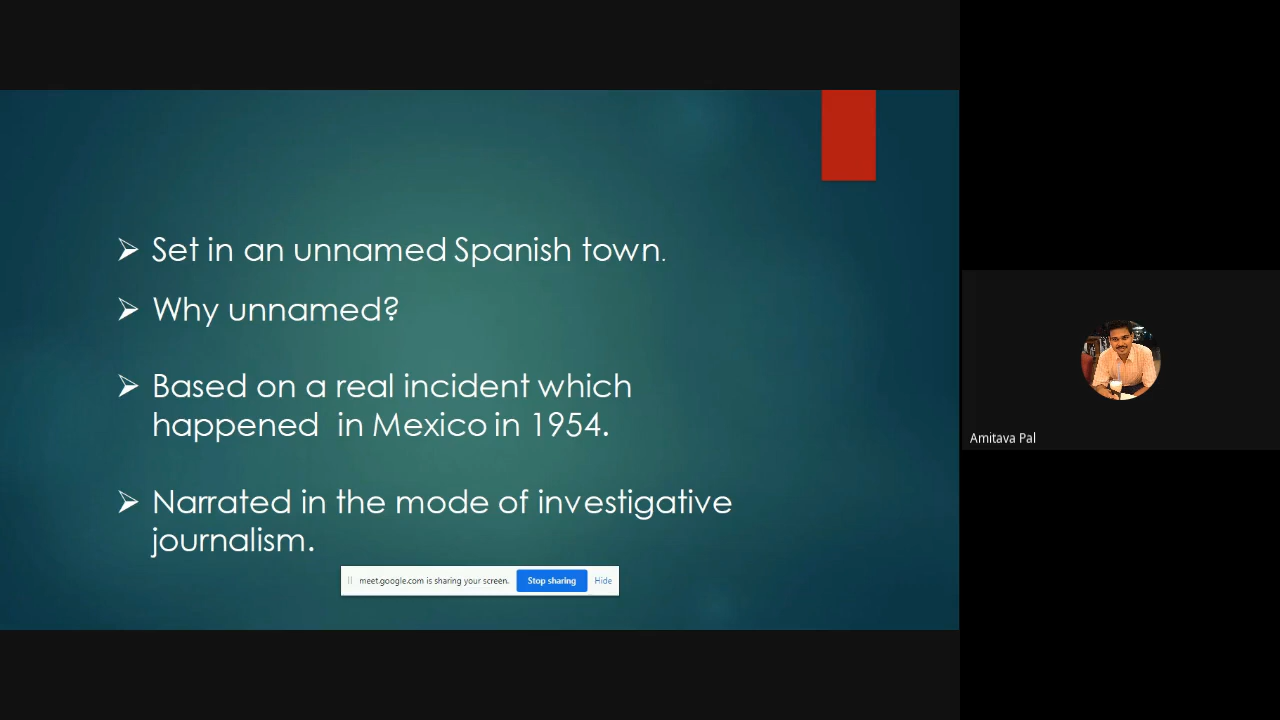 ➢ Set in an unnamed Spanish town.
➢ Why unnamed?
➢ Based on a real incident which
happened in Mexico in 1954.
➢ Narrated in the mode of investigative
journalism.
meet.google.com is sharing your screen. Stop sharing Hide
Amitava Pal